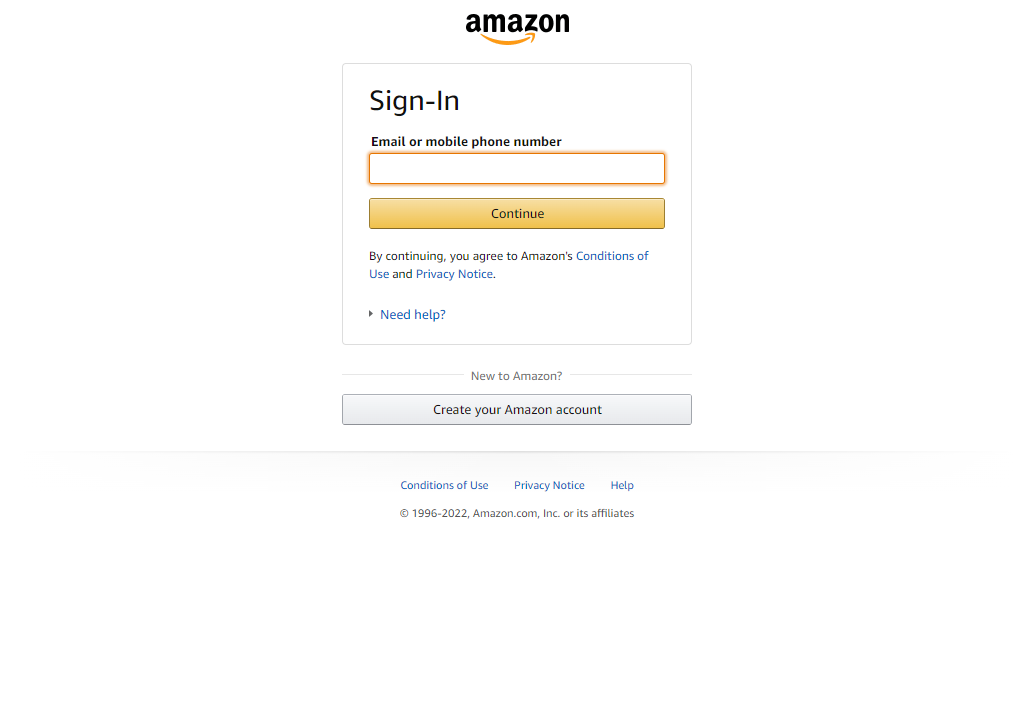 amazon
Sign-In
Email or mobile phone number
Continue
By continuing, you agree to Amazon's Conditions of
Use and Privacy Notice.
Need help?
New to Amazon?
Create your Amazon account
Conditions of Use Privacy Notice Help
© 1996-2022, Amazon.com, Inc. or its affiliates